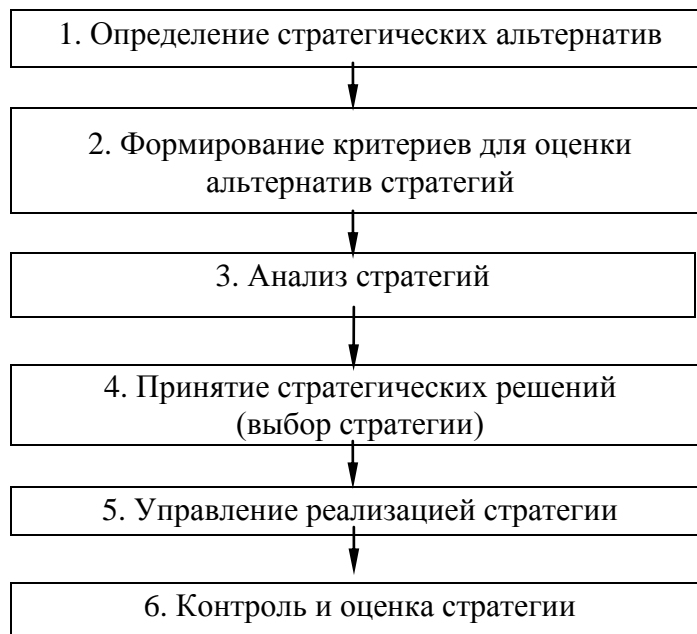 1. Определение стратегических альтернатив
2. Формирование критериев для оценки
альтернатив стратегий
3. Анализ стратегий
4. Принятие стратегических решений
(выбор стратегии)
5. Управление реализацией стратегии
6. Контроль и оценка стратегии